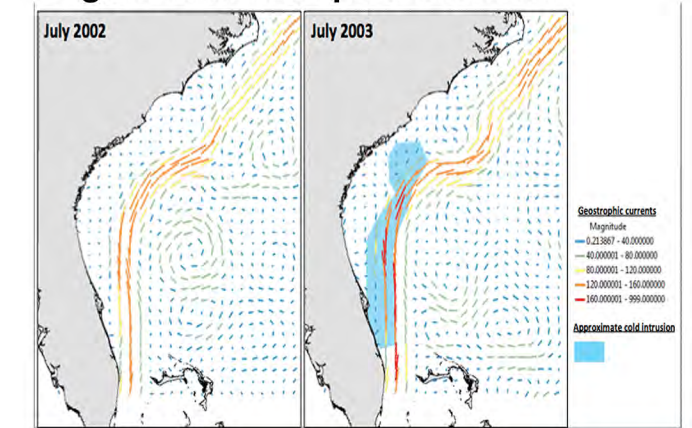 July 2002
July 2003
Geostrophic currents
Magnitude
0.213867 - 40.000000
40.000001 - 80.000000
80.000001 - 120.000000
120.000001 - 160.000000
160.000001 - 999.000000
Approximate cold intrusion